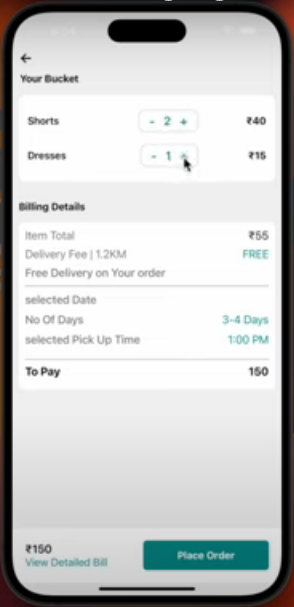 Your Bucket
Shorts - 2 + ₹40
Dresses - 1 + ₹15
Billing Details
Item Total ₹55
Delivery Fee | 1.2KM FREE
Free Delivery on Your order
selected Date
No Of Days 3-4 Days
selected Pick Up Time 1:00 PM
To Pay 150
₹150
View Detailed Bill
Place Order